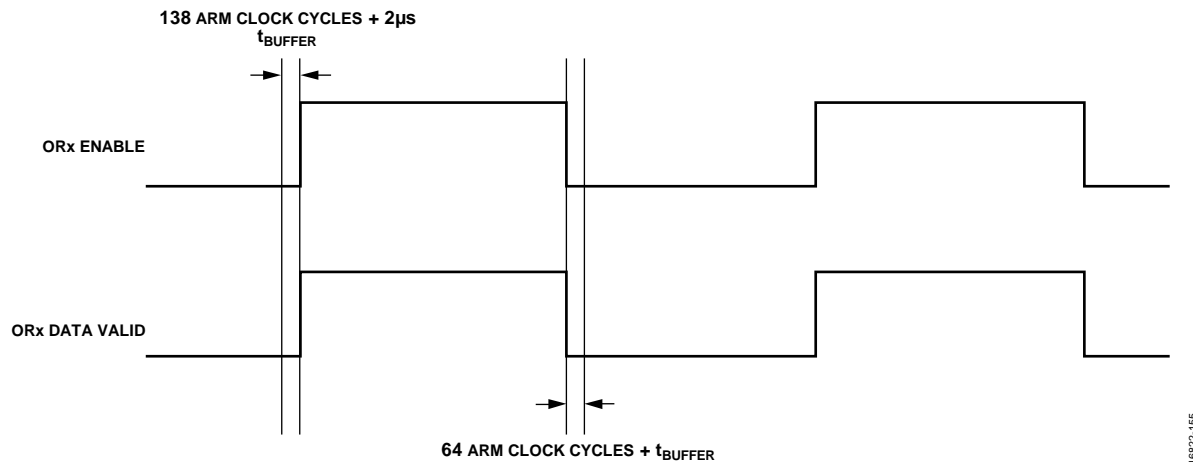 138 ARM CLOCK CYCLES + 2µs
tBUFFER
ORx ENABLE
ORx DATA VALID
64 ARM CLOCK CYCLES + tBUFFER